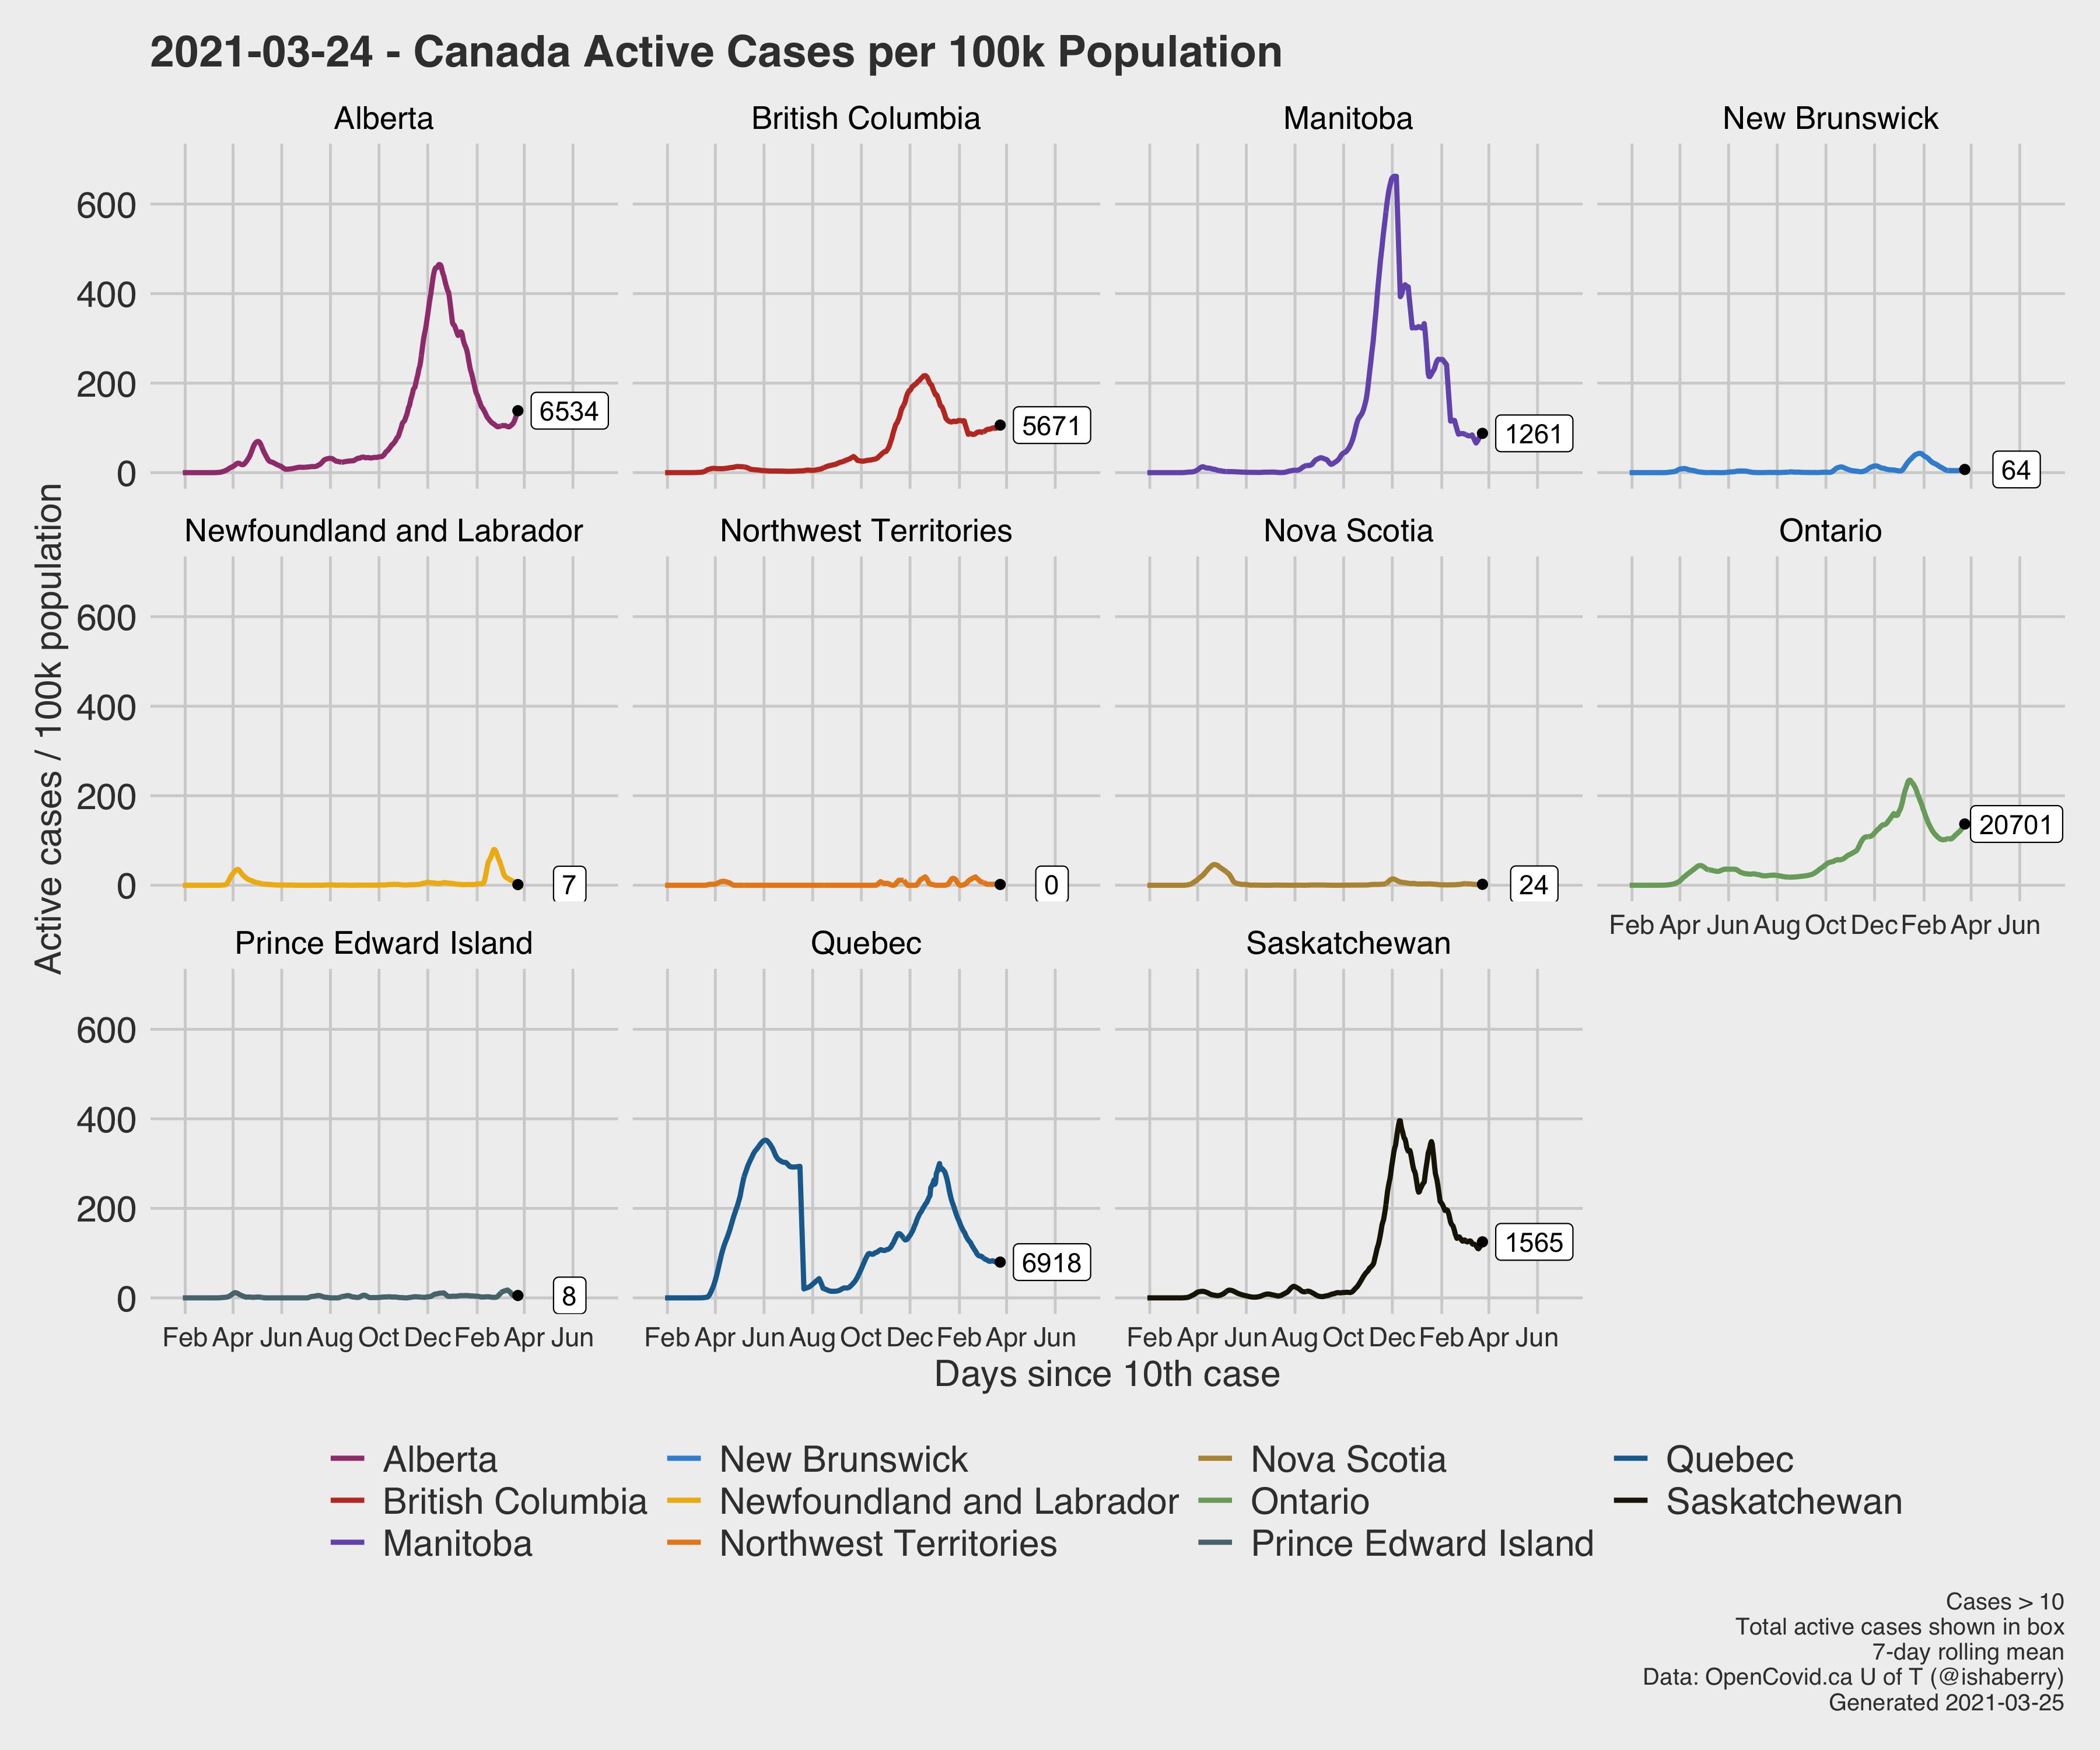 2021-03-24 - Canada Active Cases per 100k Population
Alberta
British Columbia
Manitoba
New Brunswick
600
400
200
0
6534
5671
1261
64
Active cases / 100k population
Newfoundland and Labrador
Northwest Territories
Nova Scotia
Ontario
600
400
200
0
7
0
24
20701
Feb Apr Jun Aug Oct Dec Feb Apr Jun
Prince Edward Island
Quebec
Saskatchewan
600
400
200
0
8
6918
1565
Feb Apr Jun Aug Oct Dec Feb Apr Jun
Feb Apr Jun Aug Oct Dec Feb Apr Jun
Feb Apr Jun Aug Oct Dec Feb Apr Jun
Days since 10th case
Alberta
British Columbia
Manitoba
New Brunswick
Newfoundland and Labrador
Northwest Territories
Nova Scotia
Ontario
Prince Edward Island
Quebec
Saskatchewan
Cases > 10
Total active cases shown in box
7-day rolling mean
Data: OpenCovid.ca U of T (@ishaberry)
Generated 2021-03-25